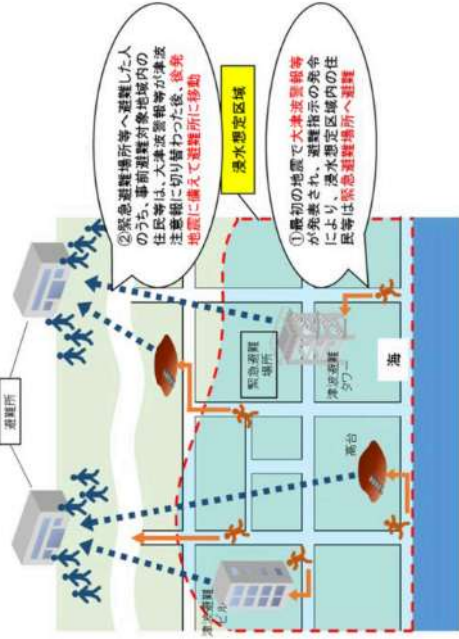 避難所
②緊急避難場所等へ避難した人
のうち、事前避難対象地域内の
住民等は、大津波警報等が津波
注意報に切り替わった後、後発
地震に備えて避難所に移動
浸水想定区域
①最初の地震で大津波警報等
が発表され、避難指示の発令
により、浸水想定区域内の住
民等は緊急避難場所へ避難
緊急避難
場所
津波避難
タワー
津波避難
ビル
高台
海